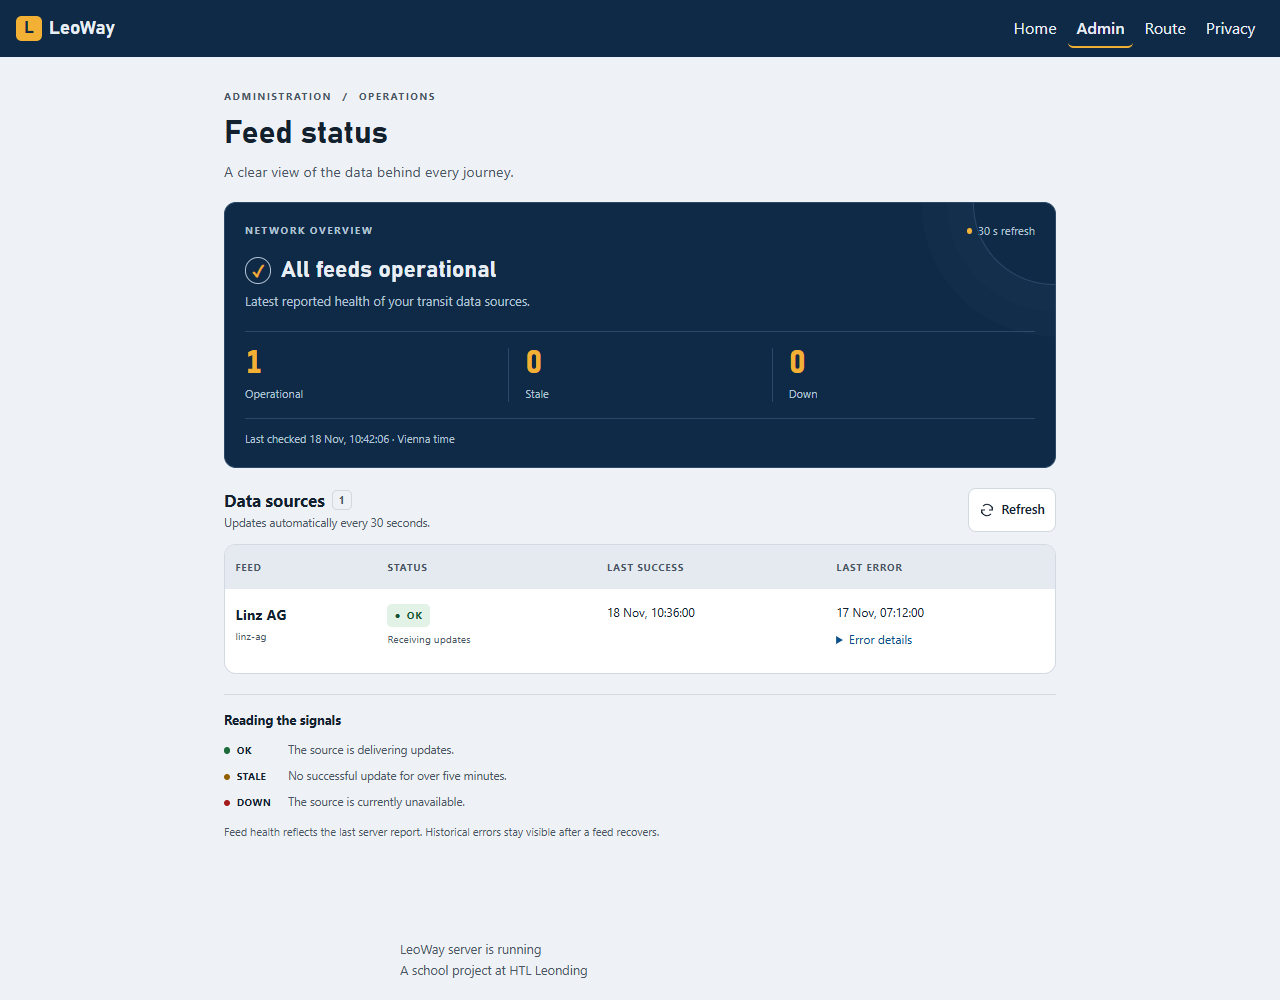 L LeoWay
Home Admin Route Privacy
ADMINISTRATION / OPERATIONS
Feed status
A clear view of the data behind every journey.
NETWORK OVERVIEW
30 s refresh
All feeds operational
Latest reported health of your transit data sources.
1 0 0
Operational Stale Down
Last checked 18 Nov, 10:42:06 · Vienna time
Data sources 1
Updates automatically every 30 seconds.
Refresh
FEED STATUS LAST SUCCESS LAST ERROR
Linz AG OK 18 Nov, 10:36:00 17 Nov, 07:12:00
linz-ag Receiving updates Error details
Reading the signals
OK The source is delivering updates.
STALE No successful update for over five minutes.
DOWN The source is currently unavailable.
Feed health reflects the last server report. Historical errors stay visible after a feed recovers.
LeoWay server is running
A school project at HTL Leonding